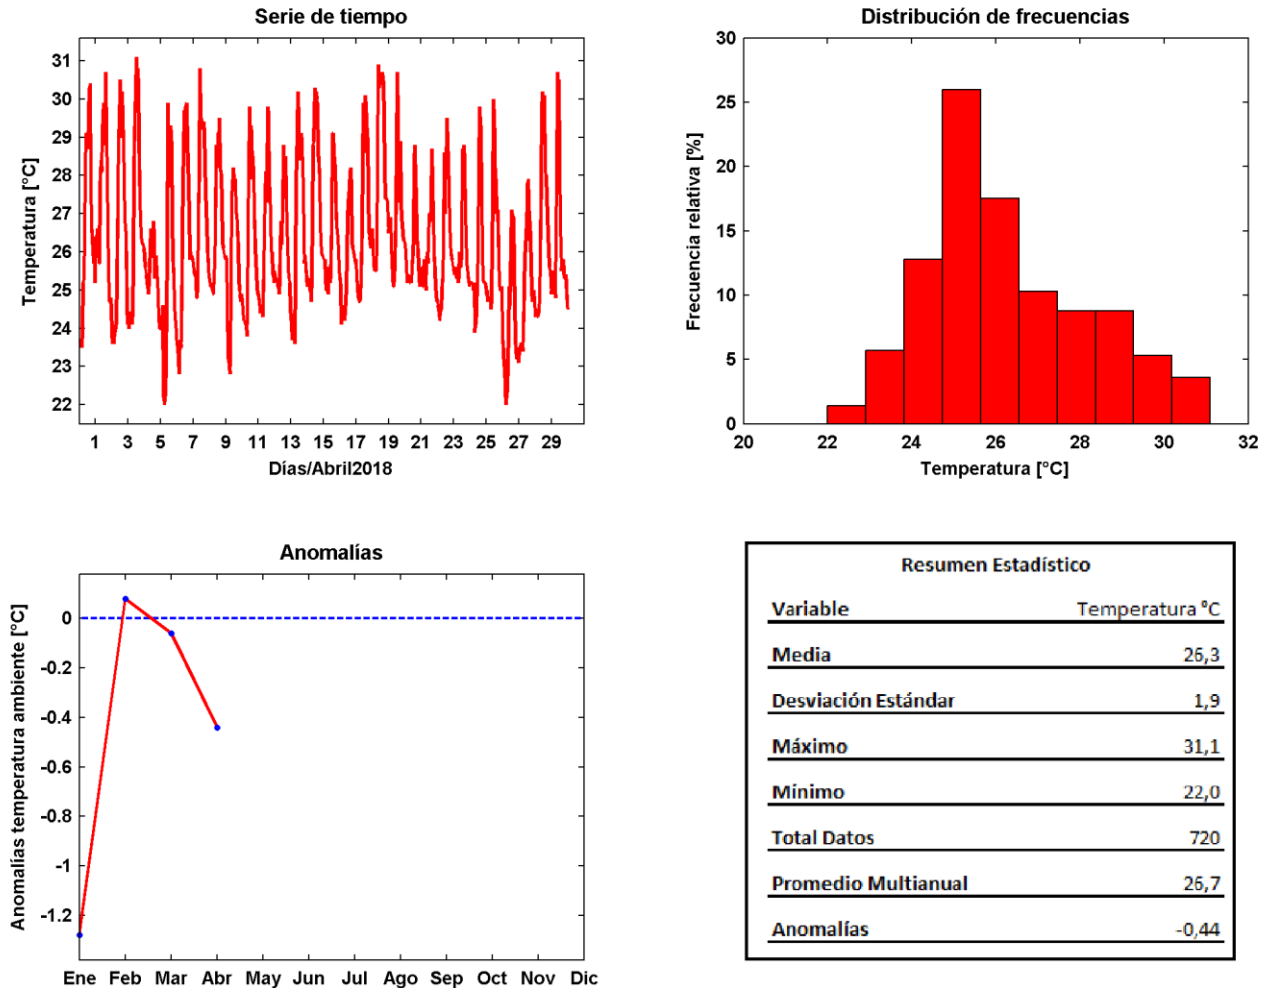 Serie de tiempo
Temperatura [°C]
31
30
29
28
27
26
25
24
23
22
1 3 5 7 9 11 13 15 17 19 21 23 25 27 29
Días/Abril2018
Distribución de frecuencias
Frecuencia relativa [%]
30
25
20
15
10
5
0
20 22 24 26 28 30 32
Temperatura [°C]
Anomalías
Anomalías temperatura ambiente [°C]
0
-0.2
-0.4
-0.6
-0.8
-1
-1.2
Ene Feb Mar Abr May Jun Jul Ago Sep Oct Nov Dic
Resumen Estadístico
Variable Temperatura °C
Media 26,3
Desviación Estándar 1,9
Máximo 31,1
Mínimo 22,0
Total Datos 720
Promedio Multianual 26,7
Anomalías -0,44